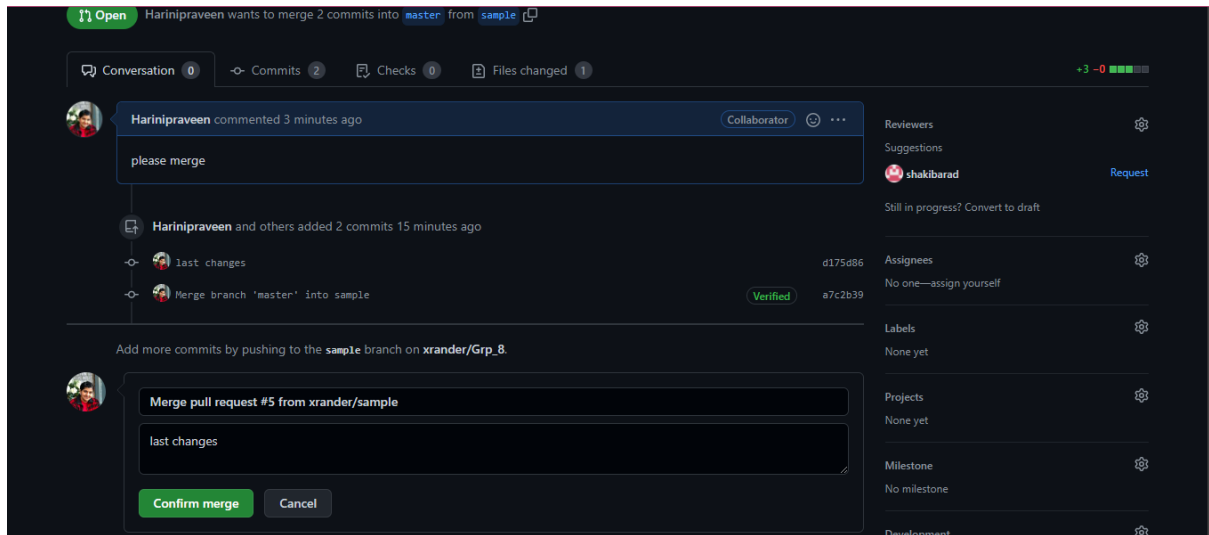 Open Harinipraveen wants to merge 2 commits into master from sample
Conversation 0 Commits 2 Checks 0 Files changed 1 +3 −0
Harinipraveen commented 3 minutes ago Collaborator ...
please merge
Harinipraveen and others added 2 commits 15 minutes ago
last changes d175d86
Merge branch 'master' into sample Verified a7c2b39
Add more commits by pushing to the sample branch on xrander/Grp_8.
Merge pull request #5 from xrander/sample
last changes
Confirm merge Cancel
Reviewers
Suggestions
shakibarad Request
Still in progress? Convert to draft
Assignees
No one—assign yourself
Labels
None yet
Projects
None yet
Milestone
No milestone
Development